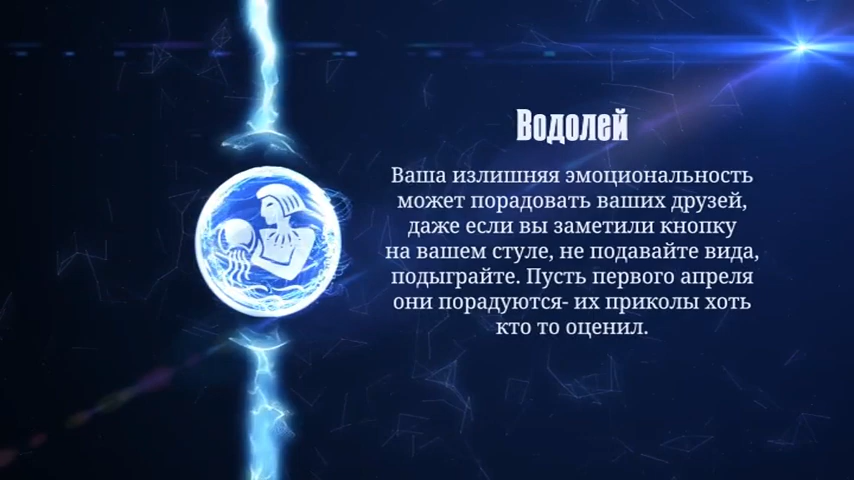 Водолей
Ваша излишняя эмоциональность
может порадовать ваших друзей,
даже если вы заметили кнопку
на вашем стуле, не подавайте вида,
подыграйте. Пусть первого апреля
они порадуются- их приколы хоть
кто то оценил.